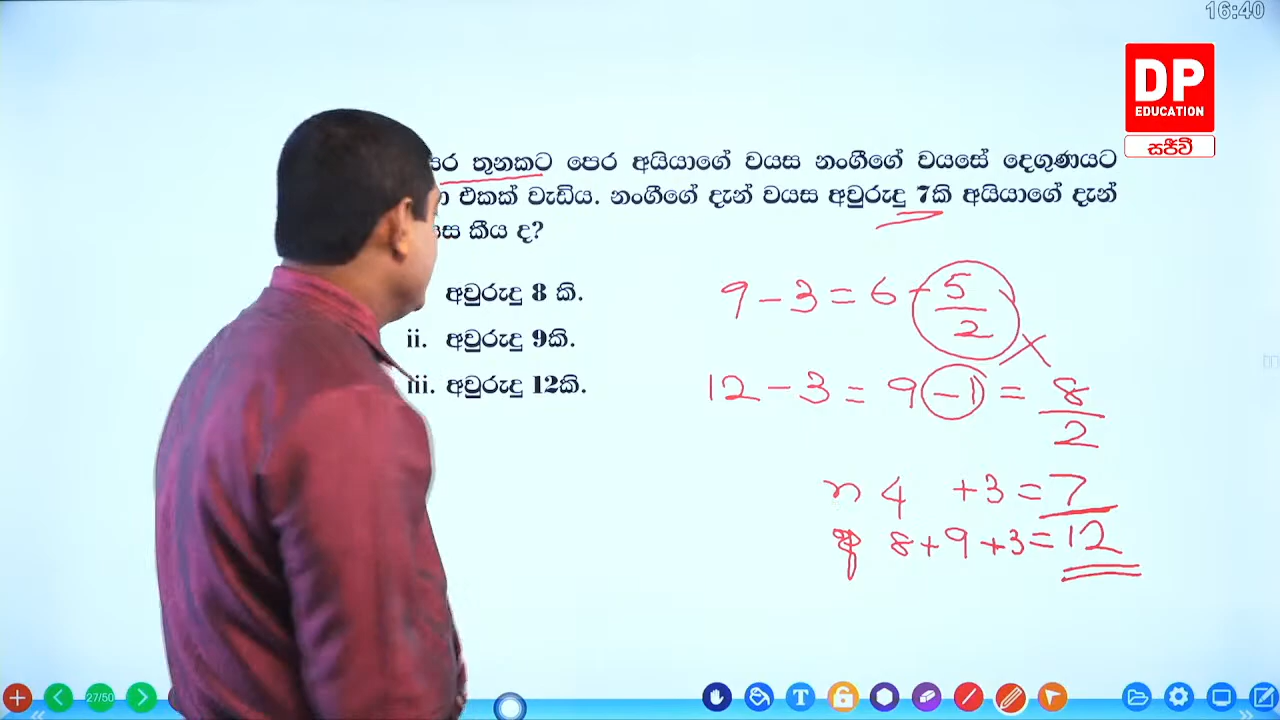 16:40
DP
EDUCATION
සජීවී
තුනකට පෙර අයියාගේ වයස නංගීගේ වයසේ දෙගුණයට
එකක් වැඩිය. නංගීගේ දැන් වයස අවුරුදු 7කි අයියාගේ දැන්
කීය ද?
අවුරුදු 8 කි.
ii. අවුරුදු 9කි.
iii. අවුරුදු 12කි.
9 - 3 = 6 - 5/2 ×
12 - 3 = 9 - 1 = 8/2
න 4 + 3 = 7
අ 8 + 9 + 3 = 12
27/50